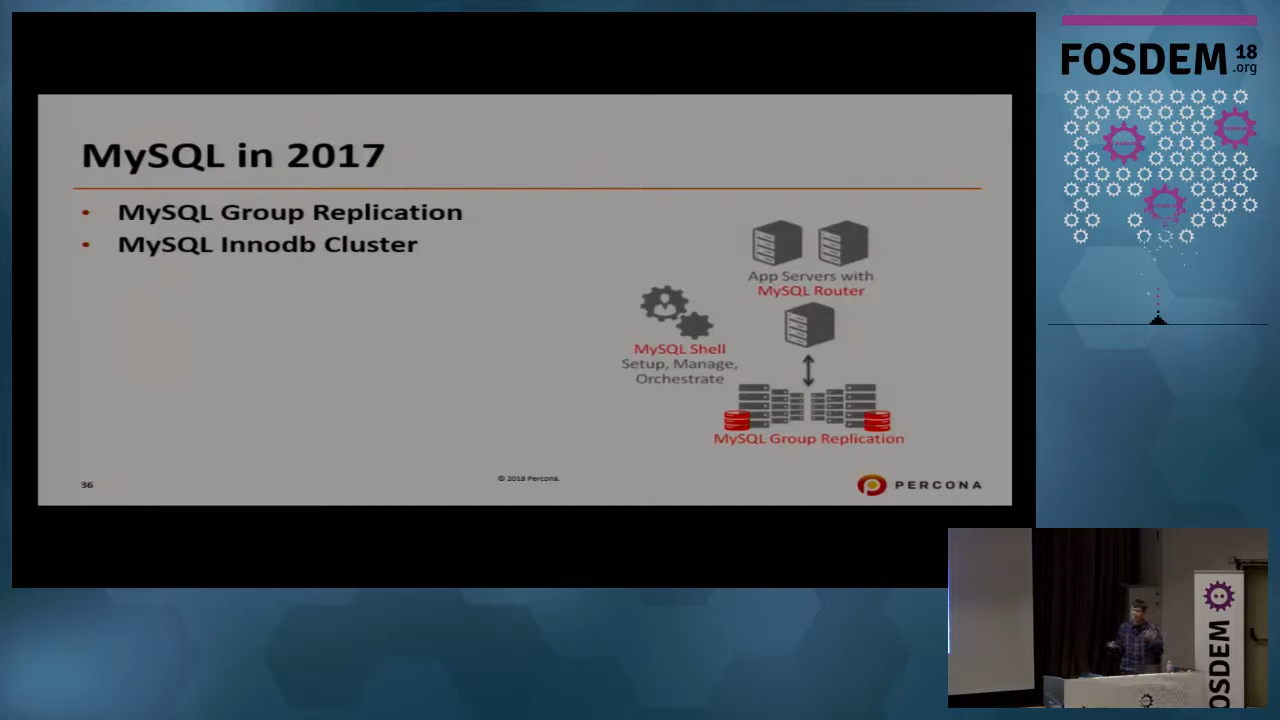 MySQL in 2017
• MySQL Group Replication
• MySQL Innodb Cluster
App Servers with
MySQL Router
MySQL Shell
Setup, Manage,
Orchestrate
MySQL Group Replication
36
© 2018 Percona.
PERCONA
FOSDEM 18
.org
FOSDEM